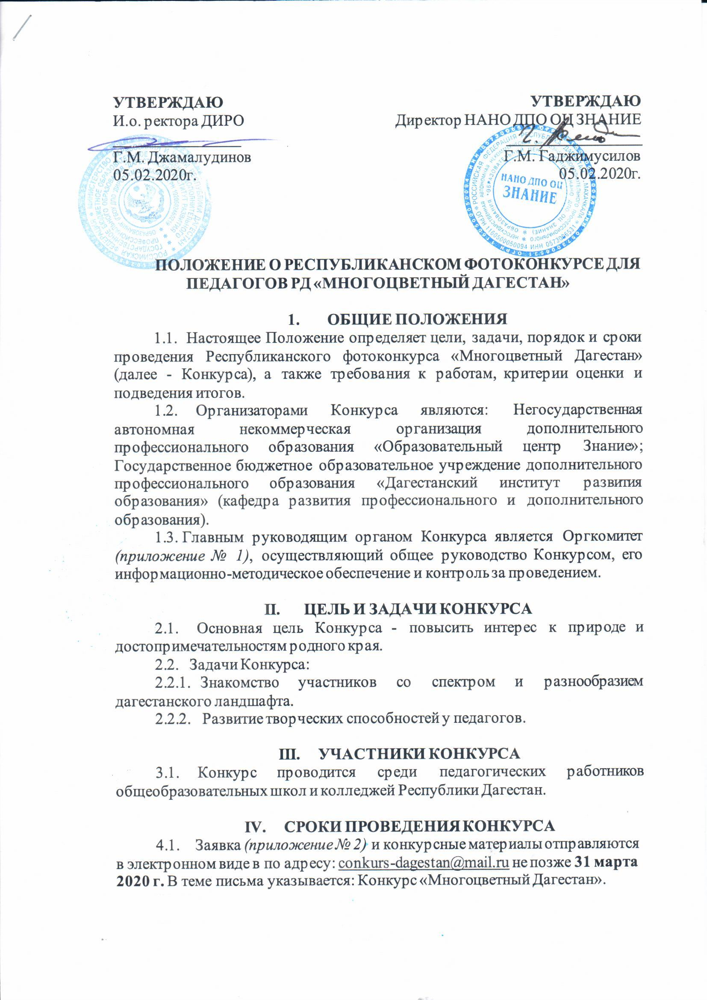 УТВЕРЖДАЮ
И.о. ректора ДИРО
Г.М. Джамалудинов
05.02.2020г.
УТВЕРЖДАЮ
Директор НАНО ДПО ОЦ ЗНАНИЕ
Г.М. Гаджимусилов
05.02.2020г.
НАНО ДПО ОЦ
ЗНАНИЕ
ОГРН 1160500050094 ИНН 0573006531
ПОЛОЖЕНИЕ О РЕСПУБЛИКАНСКОМ ФОТОКОНКУРСЕ ДЛЯ
ПЕДАГОГОВ РД «МНОГОЦВЕТНЫЙ ДАГЕСТАН»
1. ОБЩИЕ ПОЛОЖЕНИЯ
1.1. Настоящее Положение определяет цели, задачи, порядок и сроки
проведения Республиканского фотоконкурса «Многоцветный Дагестан»
(далее - Конкурса), а также требования к работам, критерии оценки и
подведения итогов.
1.2. Организаторами Конкурса являются: Негосударственная
автономная некоммерческая организация дополнительного
профессионального образования «Образовательный центр Знание»;
Государственное бюджетное образовательное учреждение дополнительного
профессионального образования «Дагестанский институт развития
образования» (кафедра развития профессионального и дополнительного
образования).
1.3. Главным руководящим органом Конкурса является Оргкомитет
(приложение № 1), осуществляющий общее руководство Конкурсом, его
информационно-методическое обеспечение и контроль за проведением.
II. ЦЕЛЬ И ЗАДАЧИ КОНКУРСА
2.1. Основная цель Конкурса - повысить интерес к природе и
достопримечательностям родного края.
2.2. Задачи Конкурса:
2.2.1. Знакомство участников со спектром и разнообразием
дагестанского ландшафта.
2.2.2. Развитие творческих способностей у педагогов.
III. УЧАСТНИКИ КОНКУРСА
3.1. Конкурс проводится среди педагогических работников
общеобразовательных школ и колледжей Республики Дагестан.
IV. СРОКИ ПРОВЕДЕНИЯ КОНКУРСА
4.1. Заявка (приложение № 2) и конкурсные материалы отправляются
в электронном виде в по адресу: conkurs-dagestan@mail.ru не позже 31 марта
2020 г. В теме письма указывается: Конкурс «Многоцветный Дагестан».